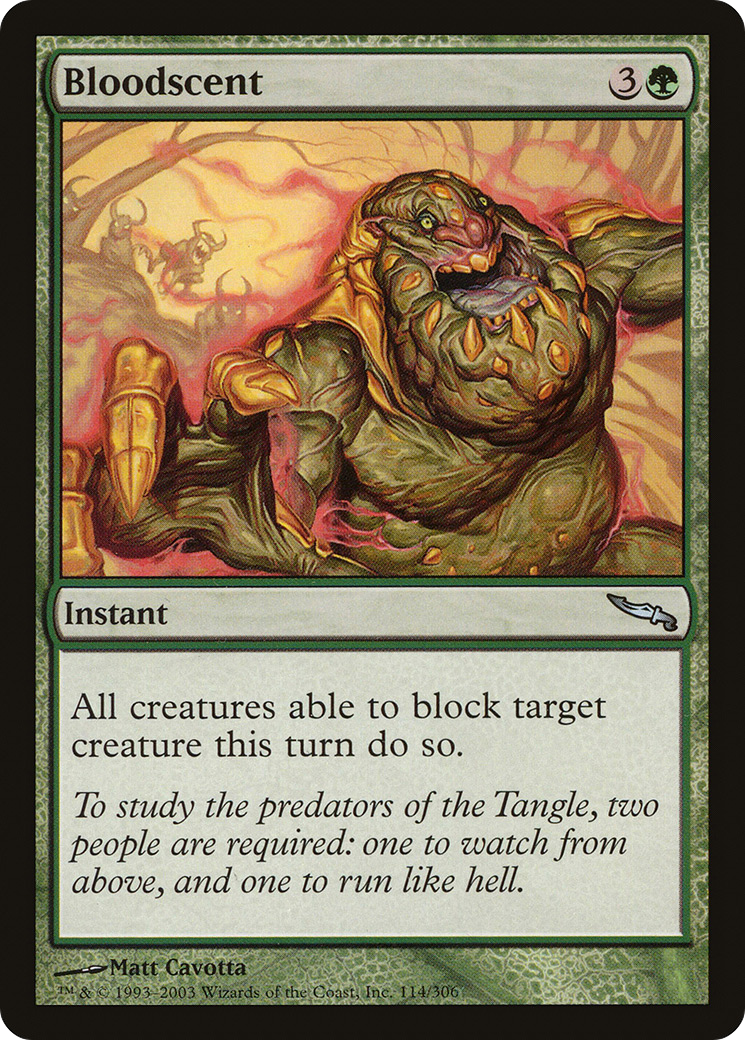 Bloodscent
3
Instant
All creatures able to block target
creature this turn do so.
To study the predators of the Tangle, two
people are required: one to watch from
above, and one to run like hell.
Matt Cavotta
™ & © 1993–2003 Wizards of the Coast, Inc. 114/306